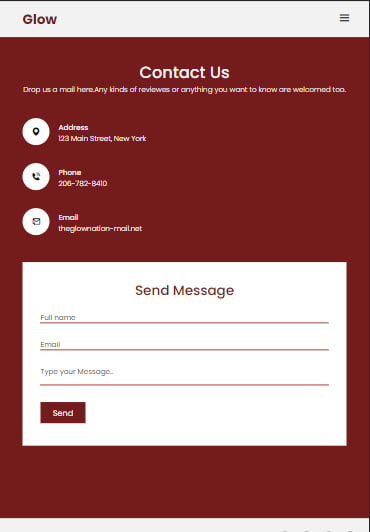 Glow
Contact Us
Drop us a mail here.Any kinds of reviewes or anything you want to know are welcomed too.
Address
123 Main Street, New York
Phone
206-782-8410
Email
theglownation-mail.net
Send Message
Full name
Email
Type your Message...
Send